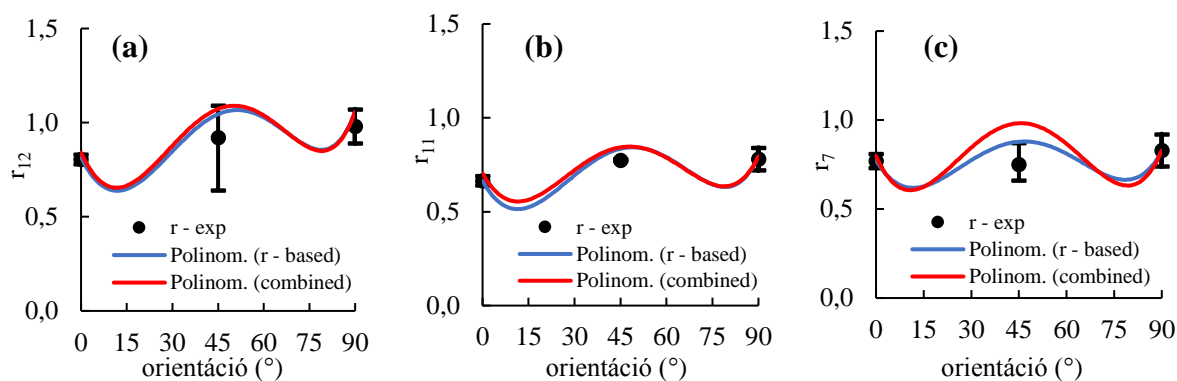 (a)
1,5
1,0
0,5
0,0
r12
r - exp
Polinom. (r - based)
Polinom. (combined)
0 15 30 45 60 75 90
orientáció (°)
(b)
1,5
1,0
0,5
0,0
r11
r - exp
Polinom. (r - based)
Polinom. (combined)
0 15 30 45 60 75 90
orientáció (°)
(c)
1,5
1,0
0,5
0,0
r7
r - exp
Polinom. (r - based)
Polinom. (combined)
0 15 30 45 60 75 90
orientáció (°)